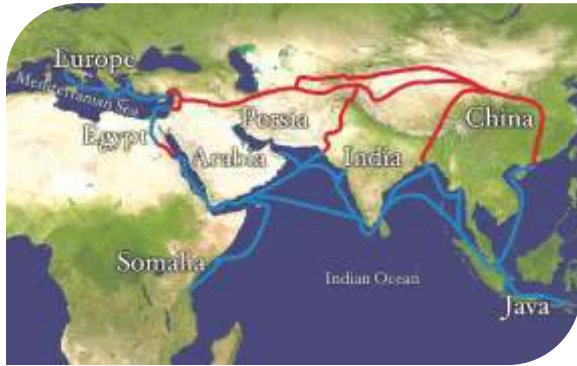 Europe
Mediterranean Sea
Egypt
Arabia
Persia
India
China
Somalia
Indian Ocean
Java